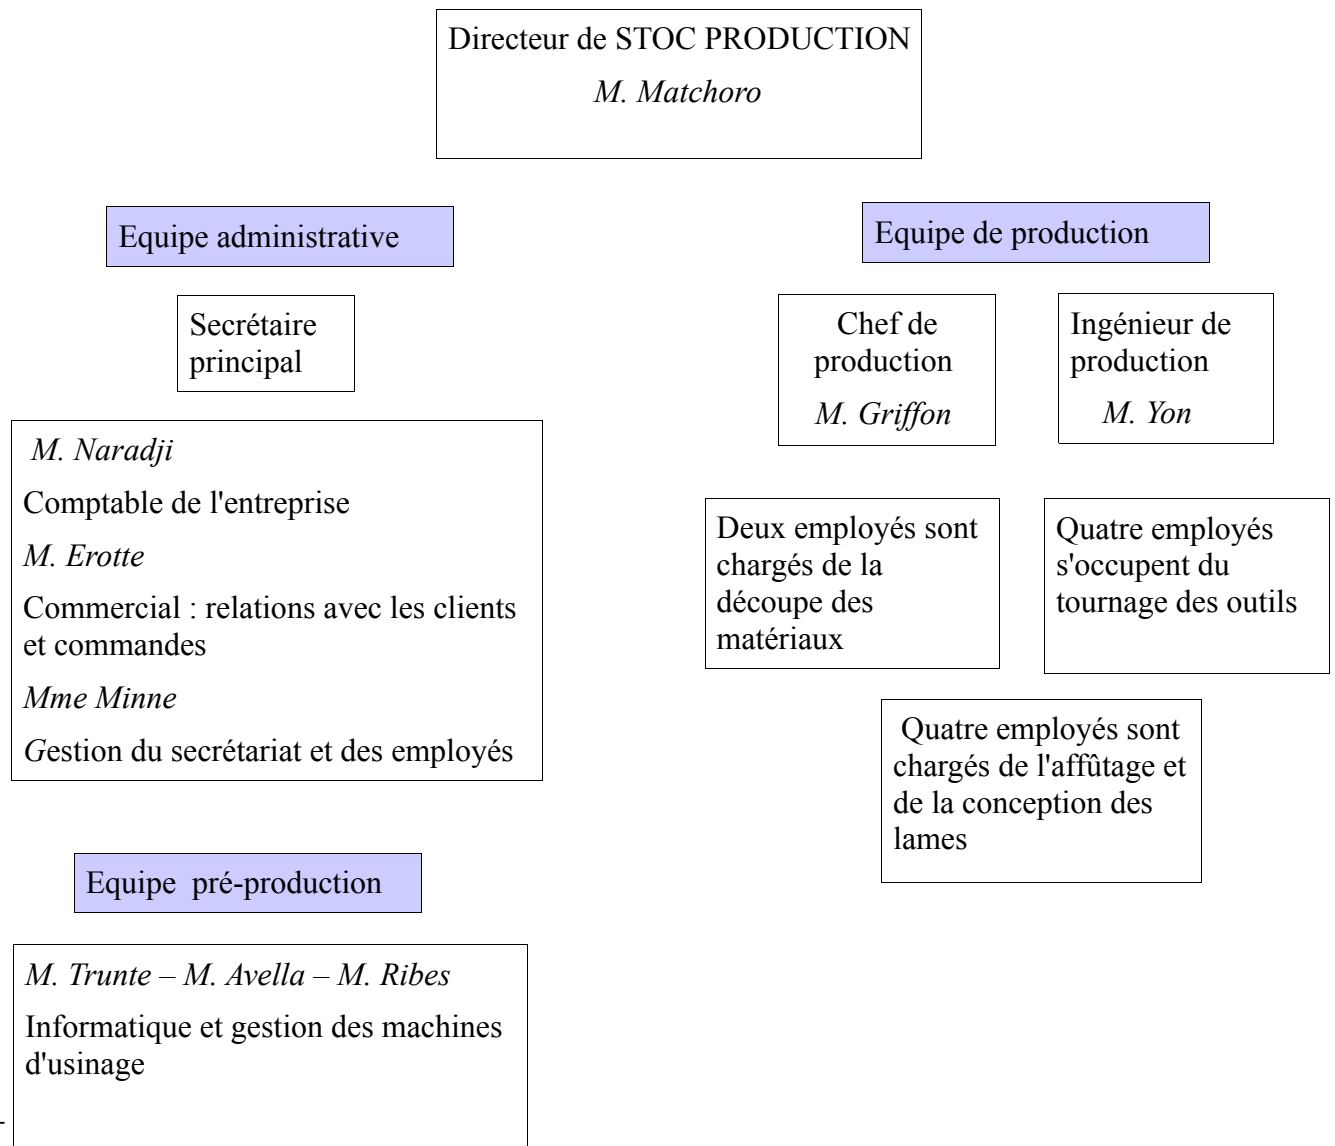 Directeur de STOC PRODUCTION
M. Matchoro
Equipe administrative
Secrétaire
principal
M. Naradji
Comptable de l'entreprise
M. Erotte
Commercial : relations avec les clients
et commandes
Mme Minne
Gestion du secrétariat et des employés
Equipe pré-production
M. Trunte – M. Avella – M. Ribes
Informatique et gestion des machines
d'usinage
-
Equipe de production
Chef de
production
M. Griffon
Ingénieur de
production
M. Yon
Deux employés sont
chargés de la
découpe des
matériaux
Quatre employés
s'occupent du
tournage des outils
Quatre employés sont
chargés de l'affûtage et
de la conception des
lames